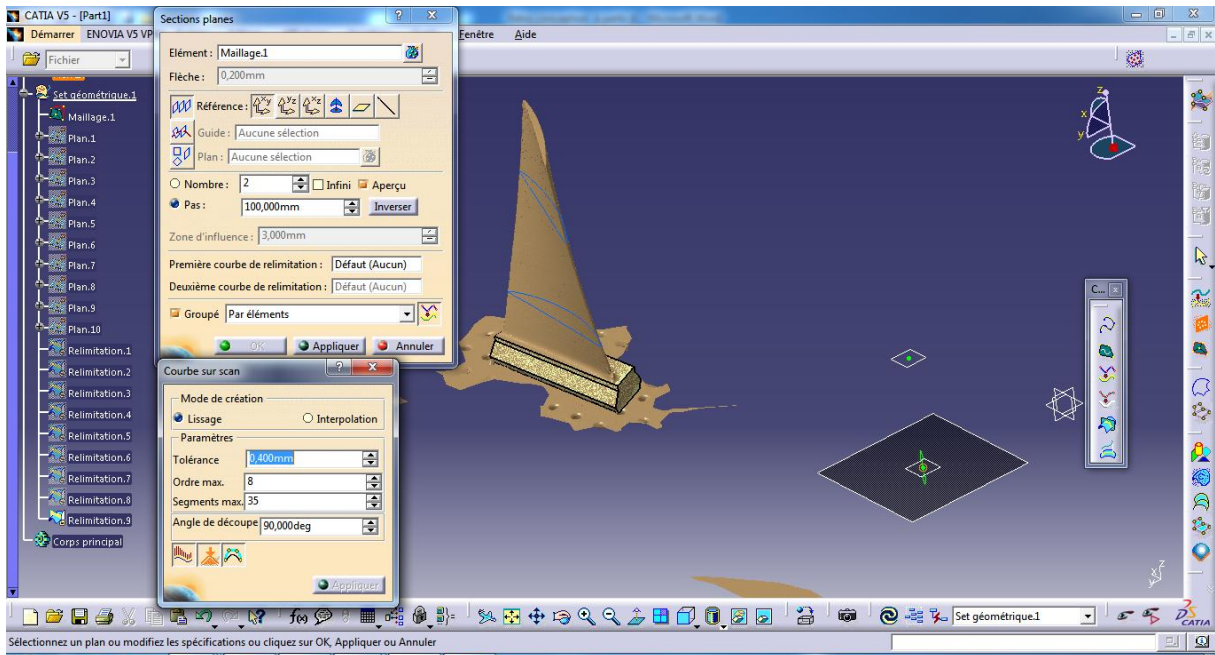 CATIA V5 - [Part1]
Démarrer ENOVIA V5 VP
Fenêtre Aide
Fichier
Set géométrique.1
Maillage.1
Plan.1
Plan.2
Plan.3
Plan.4
Plan.5
Plan.6
Plan.7
Plan.8
Plan.9
Plan.10
Relimitation.1
Relimitation.2
Relimitation.3
Relimitation.4
Relimitation.5
Relimitation.6
Relimitation.7
Relimitation.8
Relimitation.9
Corps principal
Sections planes
Elément : Maillage.1
Flèche : 0,200mm
Référence : xy yz xz
Guide : Aucune sélection
Plan : Aucune sélection
Nombre : 2 Infini Aperçu
Pas : 100,000mm Inverser
Zone d'influence : 3,000mm
Première courbe de relimitation : Défaut (Aucun)
Deuxième courbe de relimitation : Défaut (Aucun)
Groupé Par éléments
OK Appliquer Annuler
Courbe sur scan
Mode de création
Lissage Interpolation
Paramètres
Tolérance 0,400mm
Ordre max. 8
Segments max. 35
Angle de découpe 90,000deg
Appliquer
z
x
y
C...
z
x
y
f(x)
Set géométrique.1
CATIA
Sélectionnez un plan ou modifiez les spécifications ou cliquez sur OK, Appliquer ou Annuler